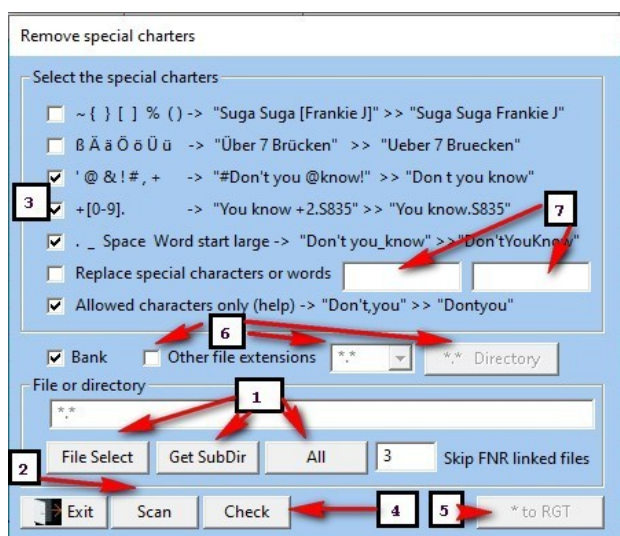 Remove special charters
Select the special charters
~ { } [ ] % ( ) -> "Suga Suga [Frankie J]" >> "Suga Suga Frankie J"
ß Ä ä Ö ö Ü ü -> "Über 7 Brücken" >> "Ueber 7 Bruecken"
' @ & ! # , + -> "#Don't you @know!" >> "Don t you know"
3
+[0-9]. -> "You know +2.S835" >> "You know.S835"
7
. _ Space Word start large -> "Don't you_know" >> "Don'tYouKnow"
Replace special characters or words
Allowed characters only (help) -> "Don't,you" >> "Dontyou"
6
Bank Other file extensions *.* *.* Directory
File or directory
1
*.*
File Select Get SubDir All 3 Skip FNR linked files
2
Exit Scan Check 4 5 * to RGT